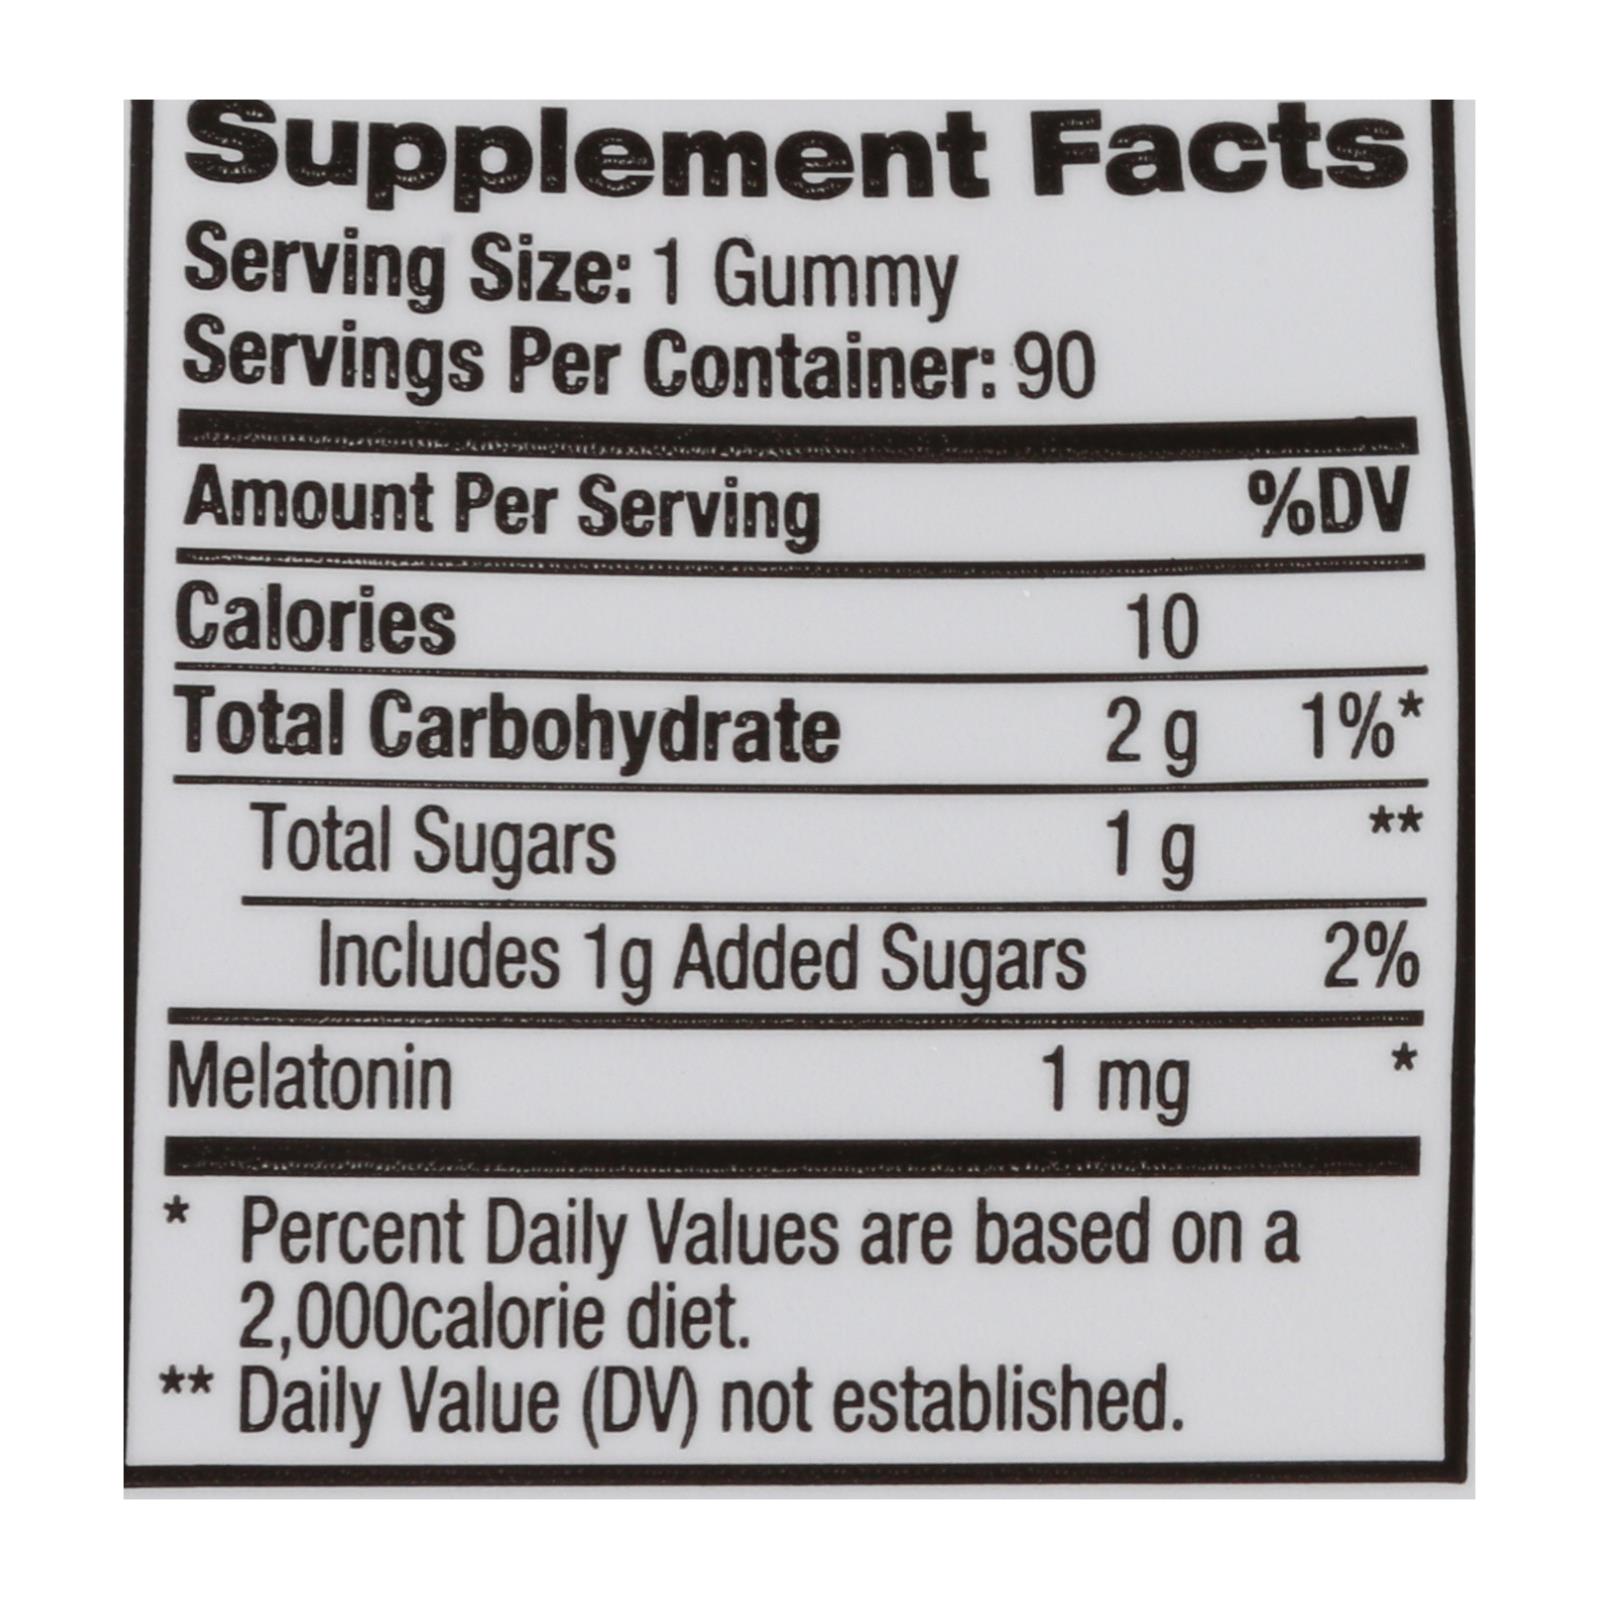 Supplement Facts
Serving Size: 1 Gummy
Servings Per Container: 90
Amount Per Serving %DV
Calories 10
Total Carbohydrate 2 g 1%*
Total Sugars 1 g **
Includes 1g Added Sugars 2%
Melatonin 1 mg *
* Percent Daily Values are based on a
2,000calorie diet.
** Daily Value (DV) not established.